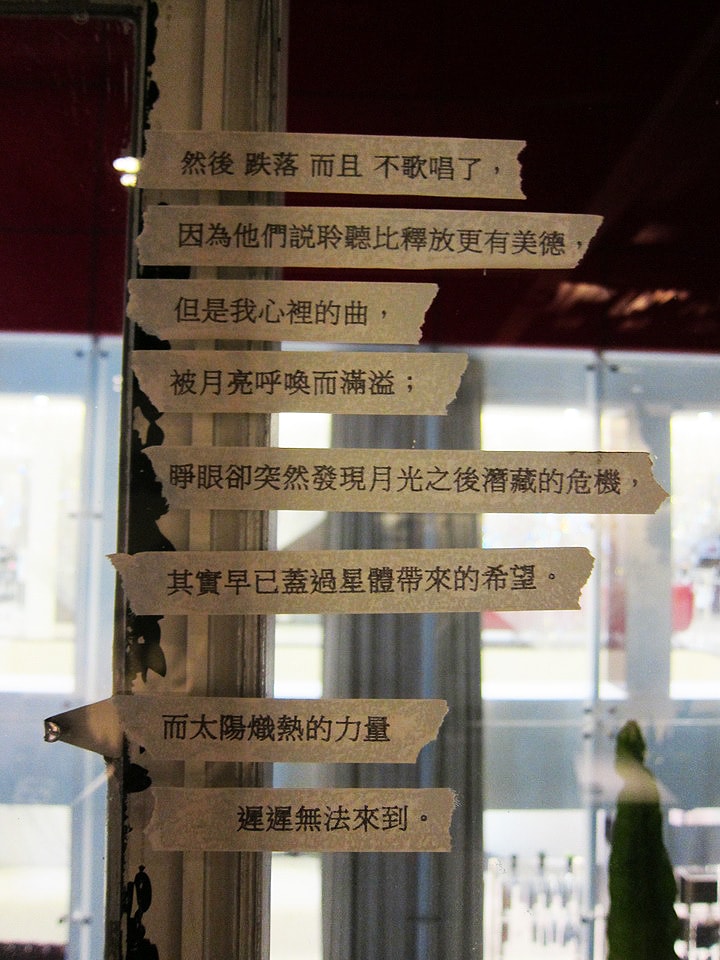 然後 跌落 而且 不歌唱了，
因為他們説聆聽比釋放更有美德，
但是我心裡的曲，
被月亮呼喚而滿溢；
睜眼卻突然發現月光之後潛藏的危機，
其實早已蓋過星體帶來的希望。
而太陽熾熱的力量
遲遲無法來到。